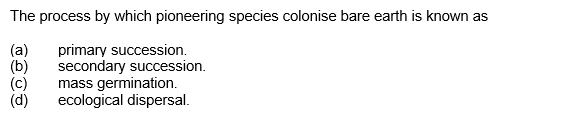 The process by which pioneering species colonise bare earth is known as
(a) primary succession.
(b) secondary succession.
(c) mass germination.
(d) ecological dispersal.